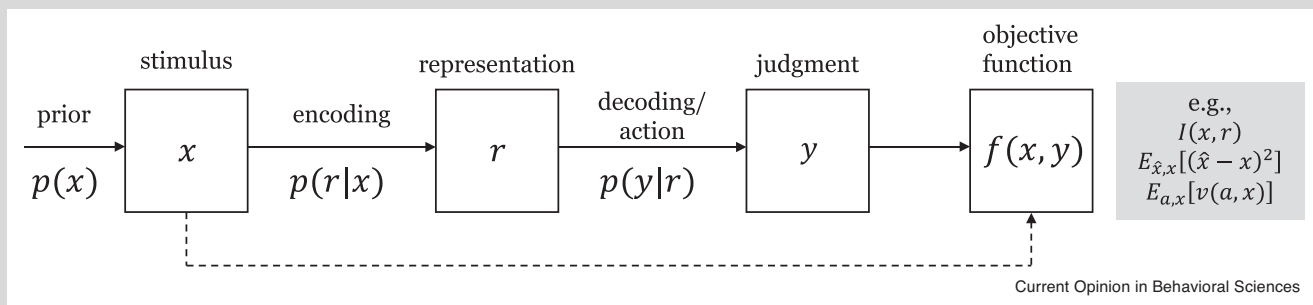 prior
p(x)
stimulus
x
encoding
p(r|x)
representation
r
decoding/
action
p(y|r)
judgment
y
objective
function
f(x, y)
e.g.,
I(x, r)
E_{x̂,x}[(x̂ − x)²]
E_{a,x}[v(a, x)]
Current Opinion in Behavioral Sciences